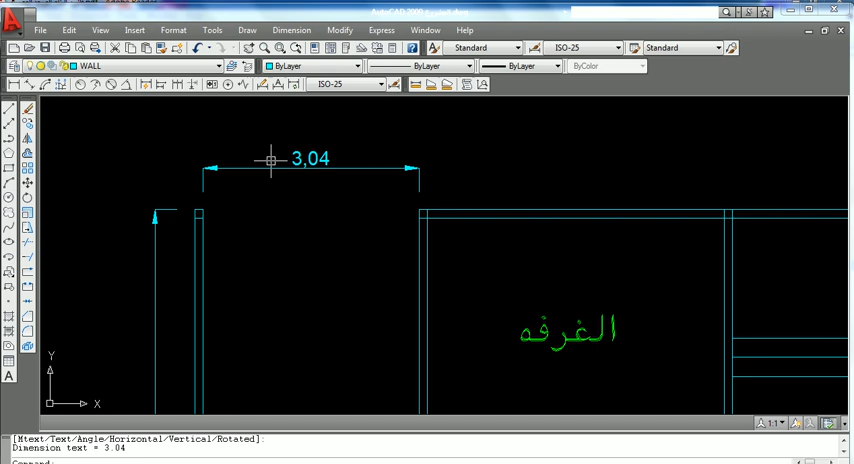 File Edit View Insert Format Tools Draw Dimension Modify Express Window Help
Standard ISO-25 Standard
WALL ByLayer ByLayer ByLayer ByColor
ISO-25
3,04
الغرفه
Y
X
1:1
[Mtext/Text/Angle/Horizontal/Vertical/Rotated]:
Dimension text = 3.04
Command: